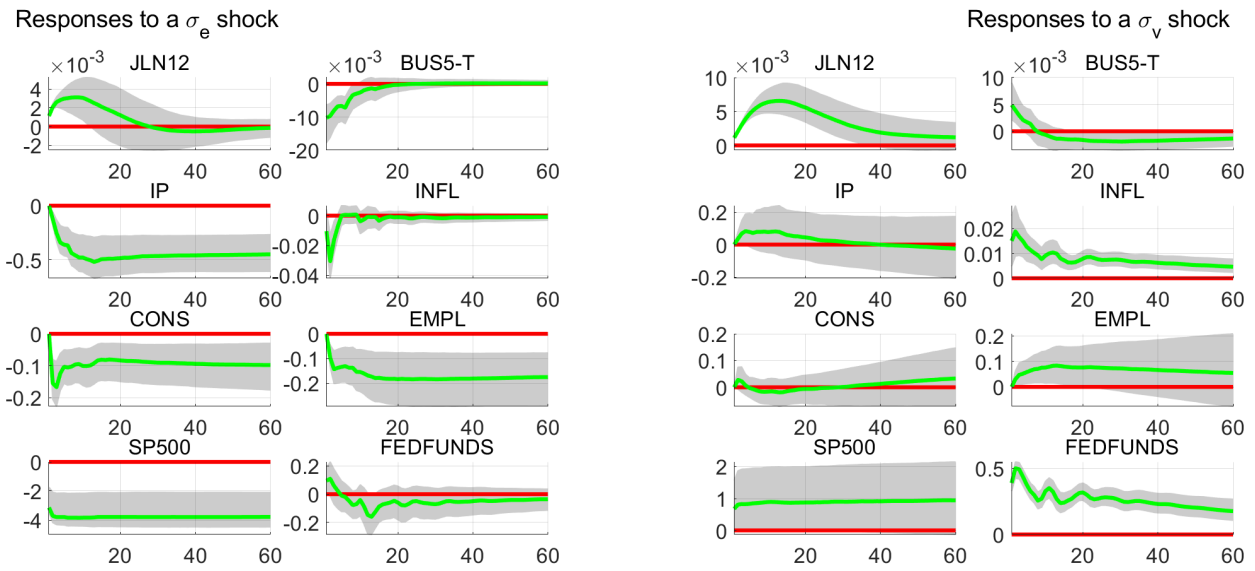 Responses to a σe shock
Responses to a σv shock
×10-3
JLN12
4
2
0
-2
20 40 60
×10-3
BUS5-T
0
-10
-20
20 40 60
IP
0
-0.5
20 40 60
INFL
0
-0.02
-0.04
20 40 60
CONS
0
-0.1
-0.2
20 40 60
EMPL
0
-0.1
-0.2
20 40 60
SP500
0
-2
-4
20 40 60
FEDFUNDS
0.2
0
-0.2
20 40 60
10 ×10-3
JLN12
5
0
20 40 60
10 ×10-3
BUS5-T
5
0
20 40 60
IP
0.2
0
-0.2
20 40 60
INFL
0.02
0.01
0
20 40 60
CONS
0.2
0.1
0
20 40 60
EMPL
0.2
0.1
0
20 40 60
SP500
2
1
0
20 40 60
FEDFUNDS
0.5
0
20 40 60